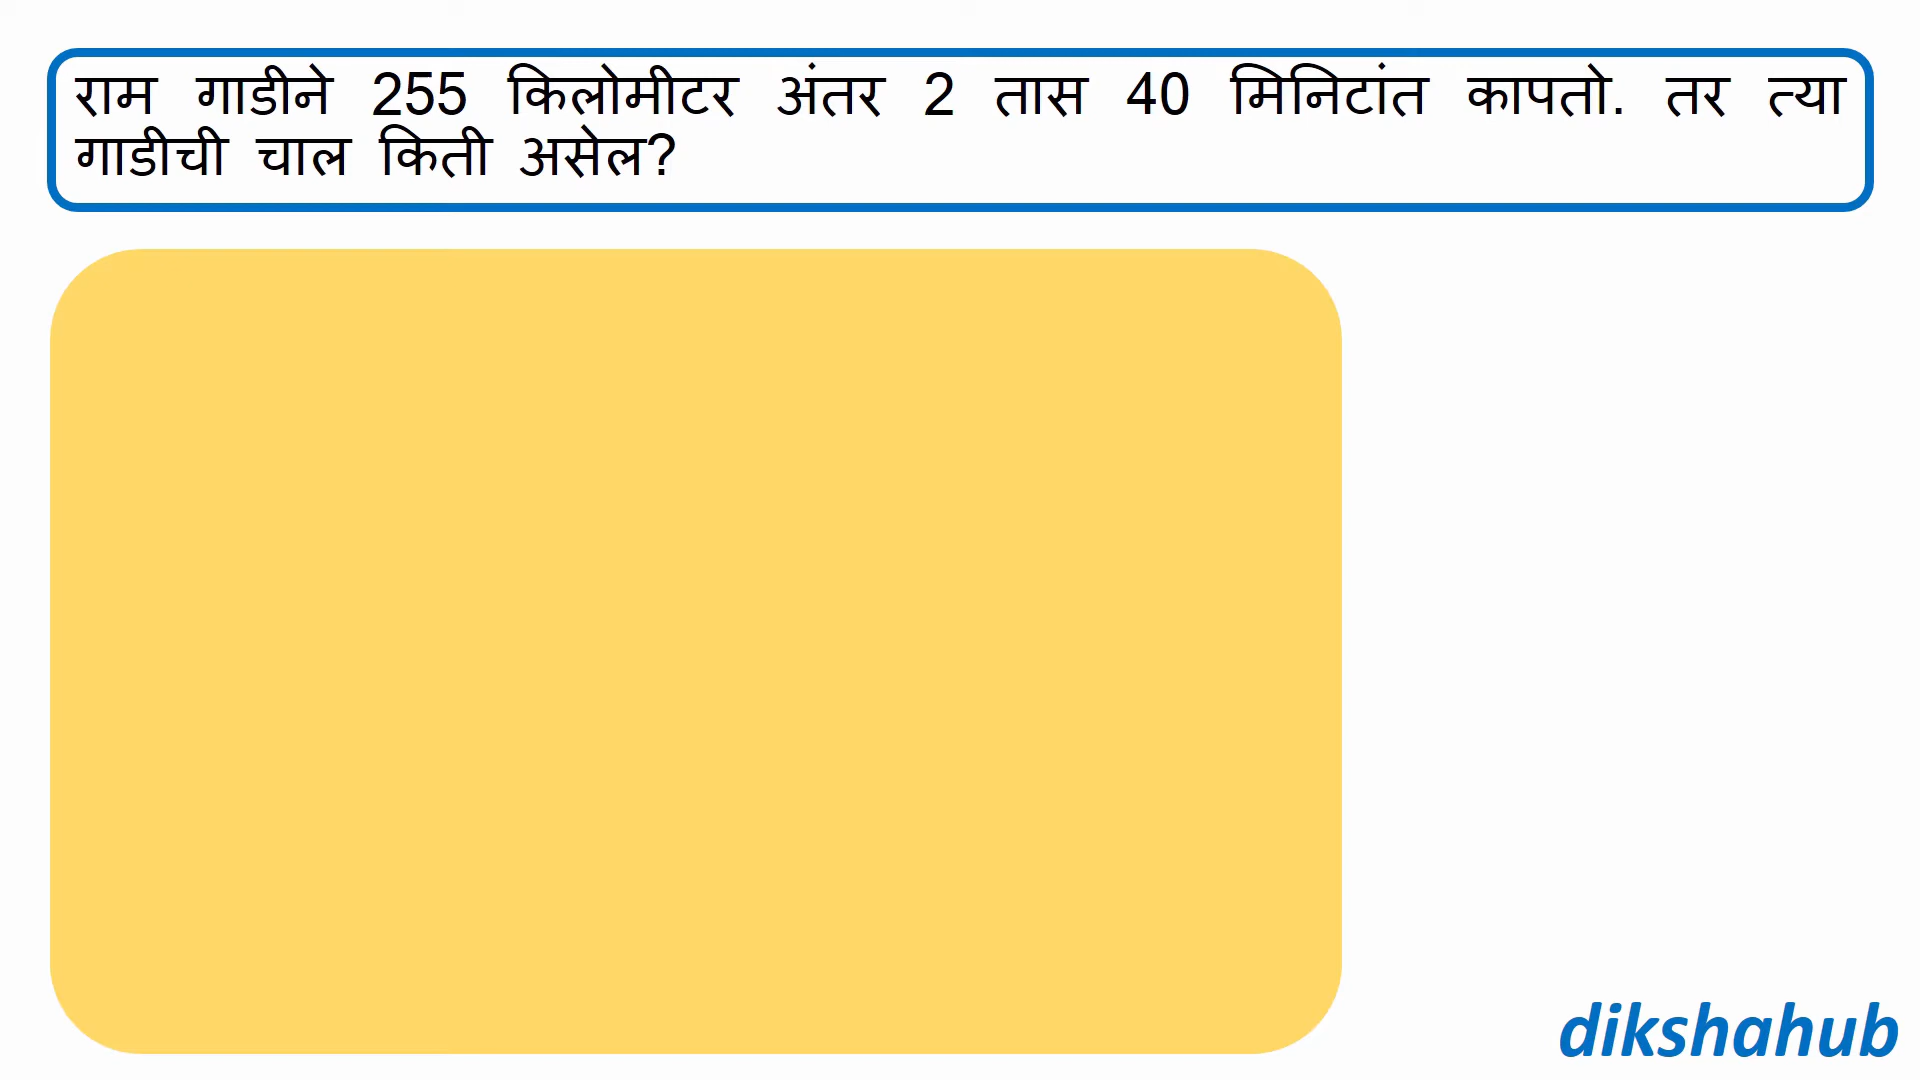 राम गाडीने 255 किलोमीटर अंतर 2 तास 40 मिनिटांत कापतो. तर त्या
गाडीची चाल किती असेल?
dikshahub